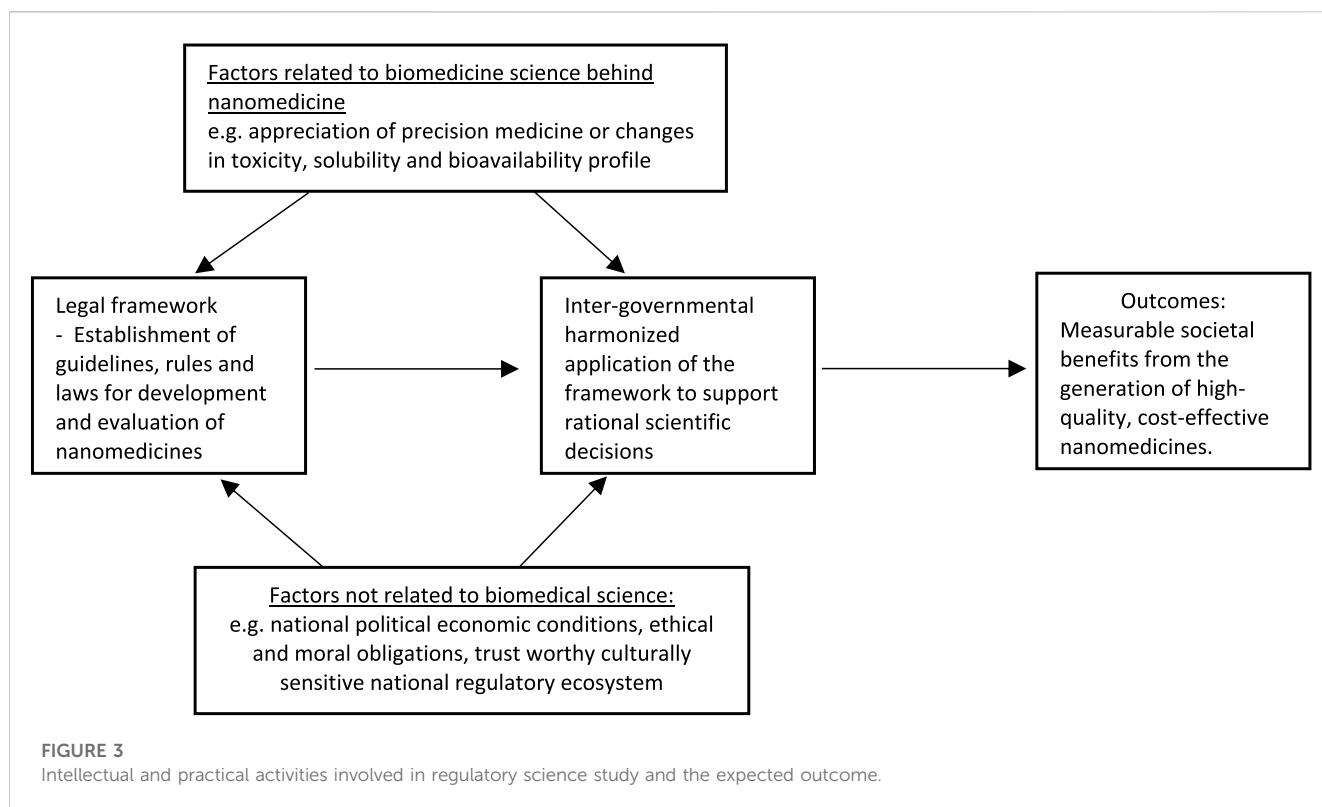 Factors related to biomedicine science behind
nanomedicine
e.g. appreciation of precision medicine or changes
in toxicity, solubility and bioavailability profile
Legal framework
- Establishment of
guidelines, rules and
laws for development
and evaluation of
nanomedicines
Inter-governmental
harmonized
application of the
framework to support
rational scientific
decisions
Outcomes:
Measurable societal
benefits from the
generation of high-
quality, cost-effective
nanomedicines.
Factors not related to biomedical science:
e.g. national political economic conditions, ethical
and moral obligations, trust worthy culturally
sensitive national regulatory ecosystem
FIGURE 3
Intellectual and practical activities involved in regulatory science study and the expected outcome.